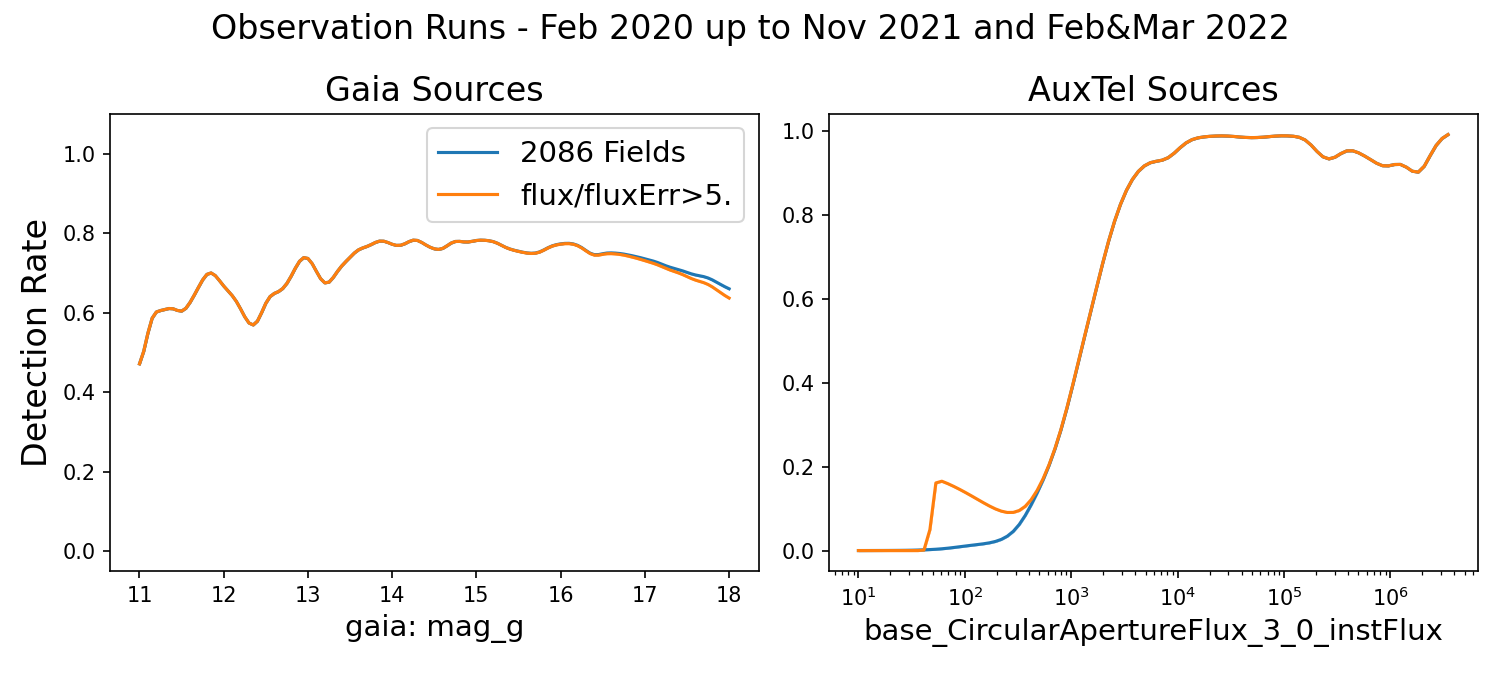 Observation Runs - Feb 2020 up to Nov 2021 and Feb&Mar 2022
Gaia Sources
Detection Rate
1.0
0.8
0.6
0.4
0.2
0.0
2086 Fields
flux/fluxErr>5.
11 12 13 14 15 16 17 18
gaia: mag_g
AuxTel Sources
1.0
0.8
0.6
0.4
0.2
0.0
10¹ 10² 10³ 10⁴ 10⁵ 10⁶
base_CircularApertureFlux_3_0_instFlux